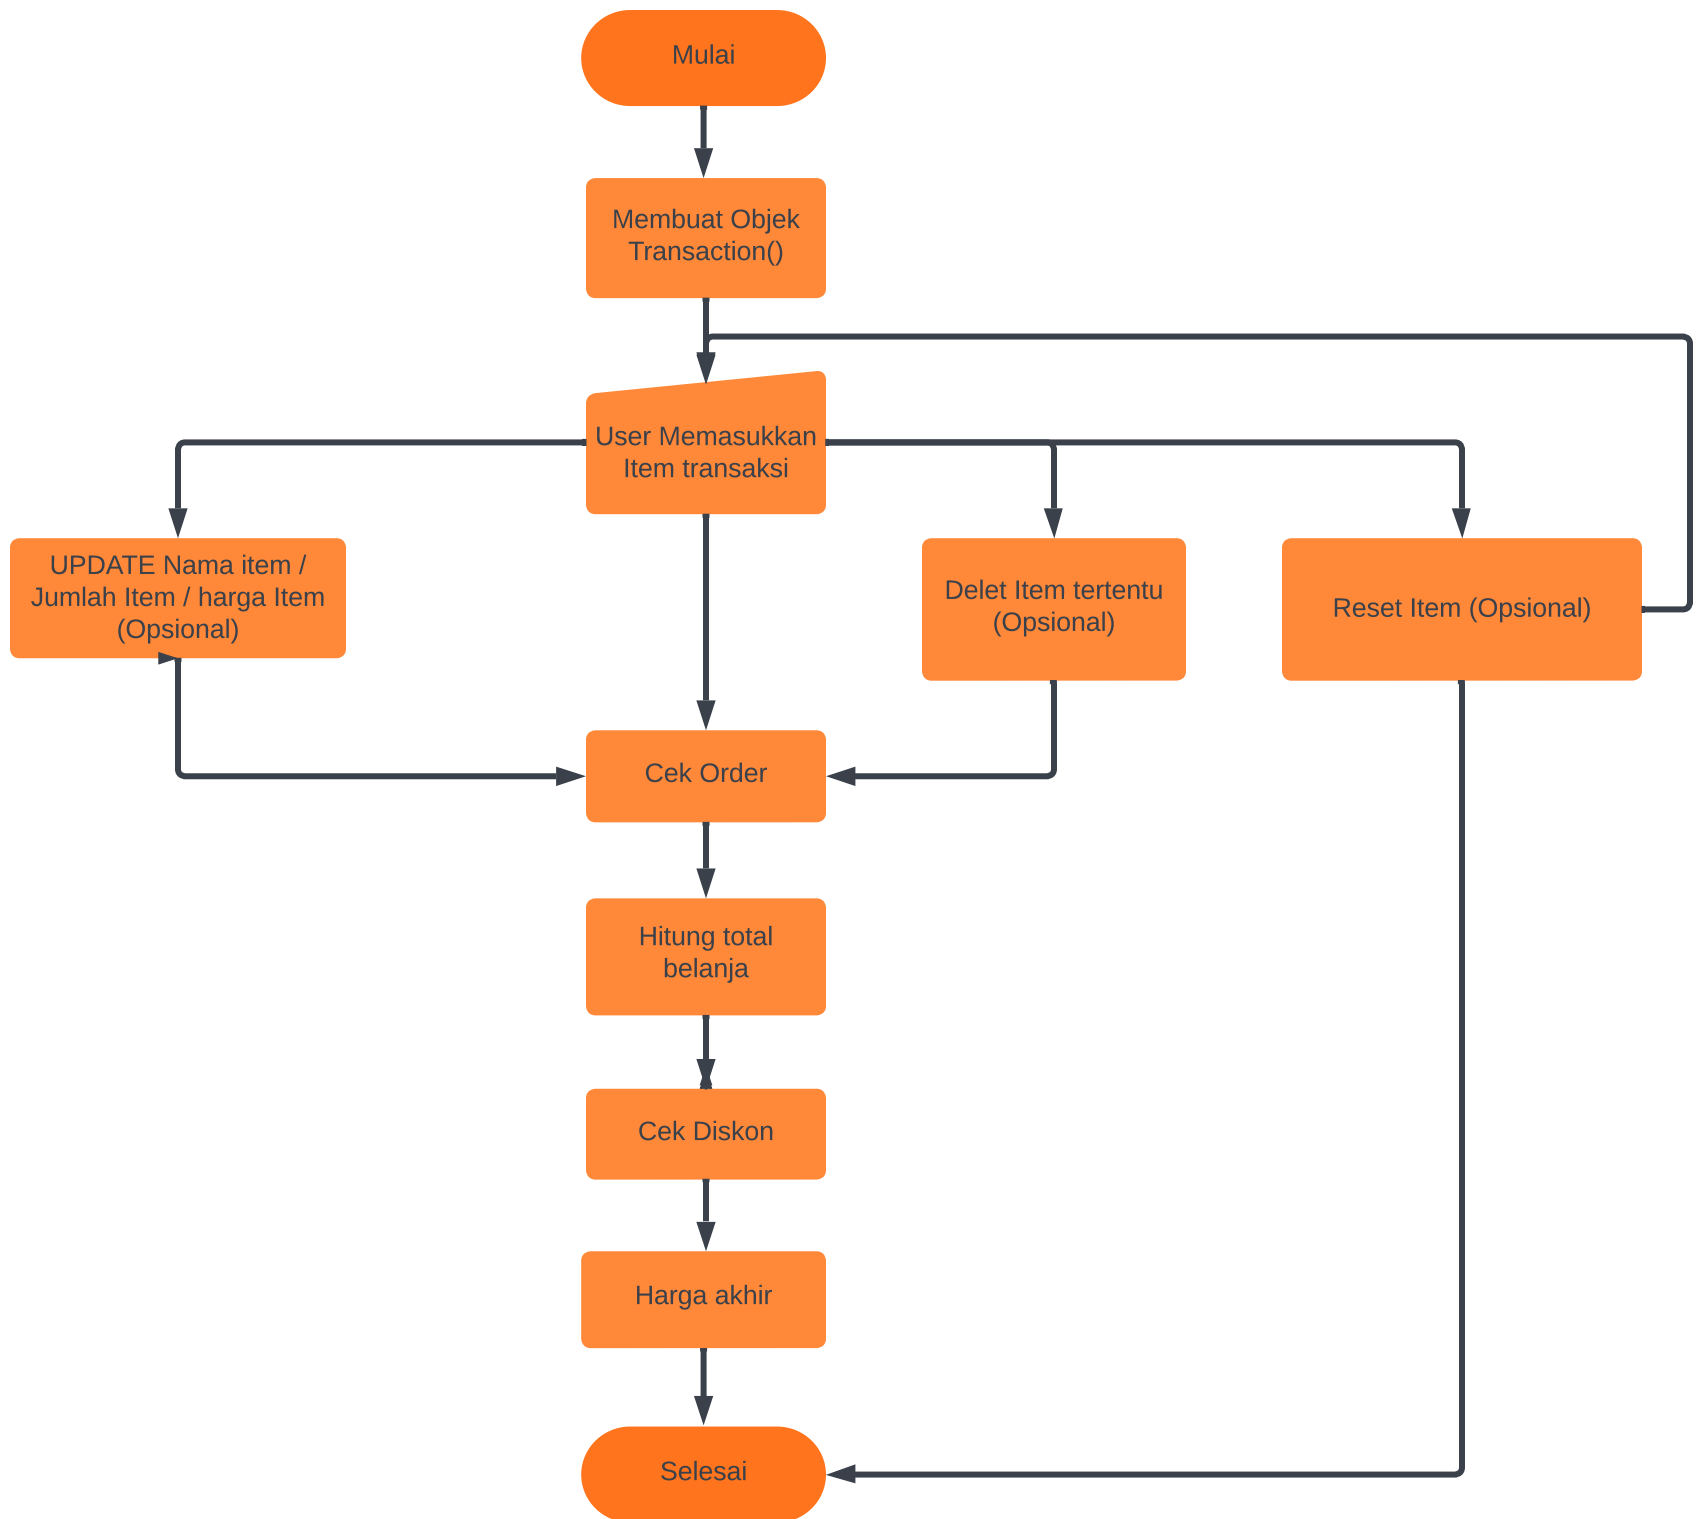 Mulai
Membuat Objek
Transaction()
User Memasukkan
Item transaksi
UPDATE Nama item /
Jumlah Item / harga Item
(Opsional)
Delet Item tertentu
(Opsional)
Reset Item (Opsional)
Cek Order
Hitung total
belanja
Cek Diskon
Harga akhir
Selesai